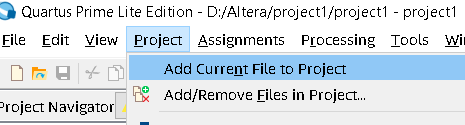 Quartus Prime Lite Edition - D:/Altera/project1/project1 - project1
File Edit View Project Assignments Processing Tools
Add Current File to Project
Add/Remove Files in Project...
Project Navigator